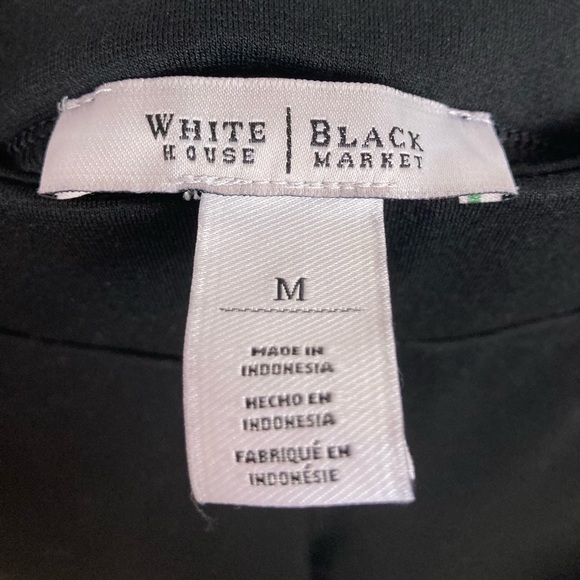 WHITE | BLACK
HOUSE | MARKET
M
MADE IN
INDONESIA
HECHO EN
INDONESIA
FABRIQUÉ EN
INDONÉSIE